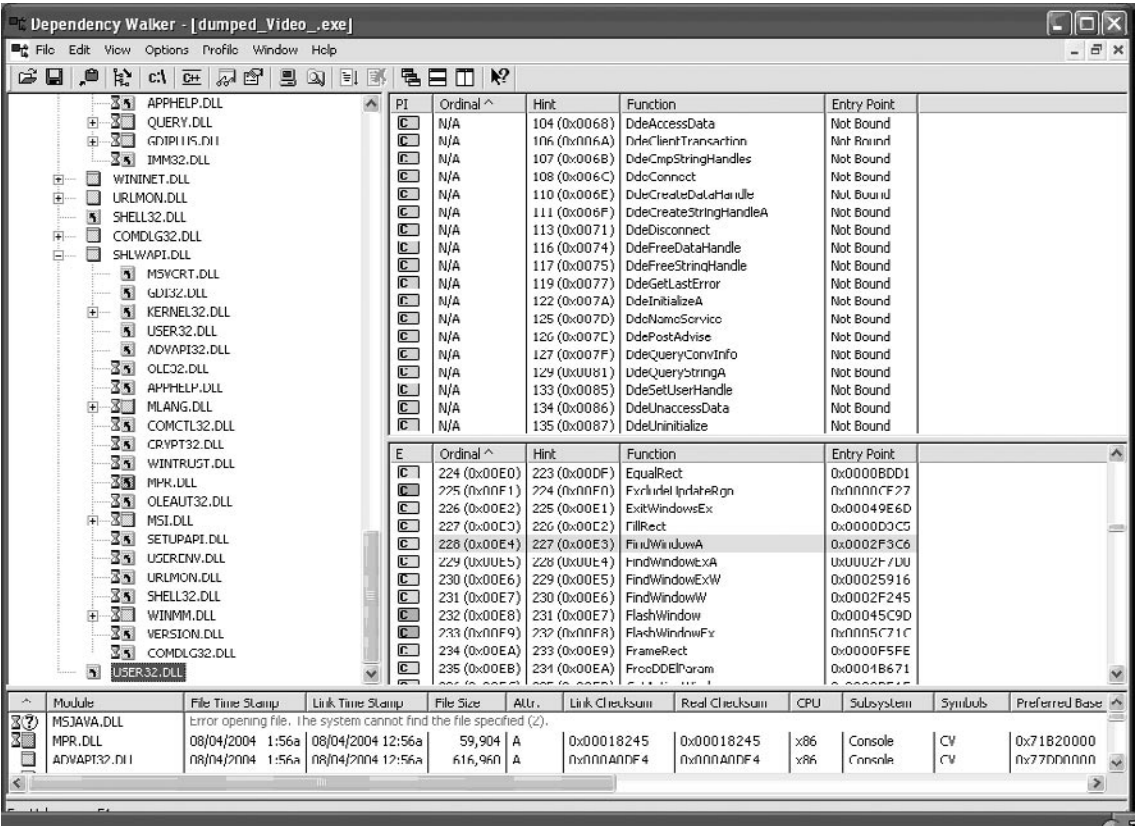 Dependency Walker - [dumped_Video_.exe]
File Edit View Options Profile Window Help
C:\ C++
APPHELP.DLL
QUERY.DLL
GDIPLUS.DLL
IMM32.DLL
WININET.DLL
URLMON.DLL
SHELL32.DLL
COMDLG32.DLL
SHLWAPI.DLL
MSVCRT.DLL
GDI32.DLL
KERNEL32.DLL
USER32.DLL
ADVAPI32.DLL
OLE32.DLL
APPHELP.DLL
MLANG.DLL
COMCTL32.DLL
CRYPT32.DLL
WINTRUST.DLL
MPR.DLL
OLEAUT32.DLL
MSI.DLL
SETUPAPI.DLL
USERENV.DLL
URLMON.DLL
SHELL32.DLL
WINMM.DLL
VERSION.DLL
COMDLG32.DLL
USER32.DLL
PI Ordinal ^ Hint Function Entry Point
C N/A 104 (0x0068) DdeAccessData Not Bound
C N/A 106 (0x006A) DdeClientTransaction Not Bound
C N/A 107 (0x006B) DdeCmpStringHandles Not Bound
C N/A 108 (0x006C) DdeConnect Not Bound
C N/A 110 (0x006E) DdeCreateDataHandle Not Bound
C N/A 111 (0x006F) DdeCreateStringHandleA Not Bound
C N/A 113 (0x0071) DdeDisconnect Not Bound
C N/A 116 (0x0074) DdeFreeDataHandle Not Bound
C N/A 117 (0x0075) DdeFreeStringHandle Not Bound
C N/A 119 (0x0077) DdeGetLastError Not Bound
C N/A 122 (0x007A) DdeInitializeA Not Bound
C N/A 125 (0x007D) DdeNameService Not Bound
C N/A 126 (0x007E) DdePostAdvise Not Bound
C N/A 127 (0x007F) DdeQueryConvInfo Not Bound
C N/A 129 (0x0081) DdeQueryStringA Not Bound
C N/A 133 (0x0085) DdeSetUserHandle Not Bound
C N/A 134 (0x0086) DdeUnaccessData Not Bound
C N/A 135 (0x0087) DdeUninitialize Not Bound
E Ordinal ^ Hint Function Entry Point
C 224 (0x00E0) 223 (0x00DF) EqualRect 0x0000BDD1
C 225 (0x00E1) 224 (0x00E0) ExcludeUpdateRgn 0x0000CF27
C 226 (0x00E2) 225 (0x00E1) ExitWindowsEx 0x00049E6D
C 227 (0x00E3) 226 (0x00E2) FillRect 0x0000D3C5
C 228 (0x00E4) 227 (0x00E3) FindWindowA 0x0002F3C6
C 229 (0x00E5) 228 (0x00E4) FindWindowExA 0x0002F7D0
C 230 (0x00E6) 229 (0x00E5) FindWindowExW 0x00025916
C 231 (0x00E7) 230 (0x00E6) FindWindowW 0x0002F245
C 232 (0x00E8) 231 (0x00E7) FlashWindow 0x00045C9D
C 233 (0x00E9) 232 (0x00E8) FlashWindowEx 0x0005C71C
C 234 (0x00EA) 233 (0x00E9) FrameRect 0x0000F5FE
C 235 (0x00EB) 234 (0x00EA) FreeDDElParam 0x0004B671
^ Module File Time Stamp Link Time Stamp File Size Attr. Link Checksum Real Checksum CPU Subsystem Symbols Preferred Base
MSJAVA.DLL Error opening file. The system cannot find the file specified (2).
MPR.DLL 08/04/2004 1:56a 08/04/2004 12:56a 59,904 A 0x00018245 0x00018245 x86 Console CV 0x71B20000
ADVAPI32.DLL 08/04/2004 1:56a 08/04/2004 12:56a 616,960 A 0x000A0DE4 0x000A0DE4 x86 Console CV 0x77DD0000